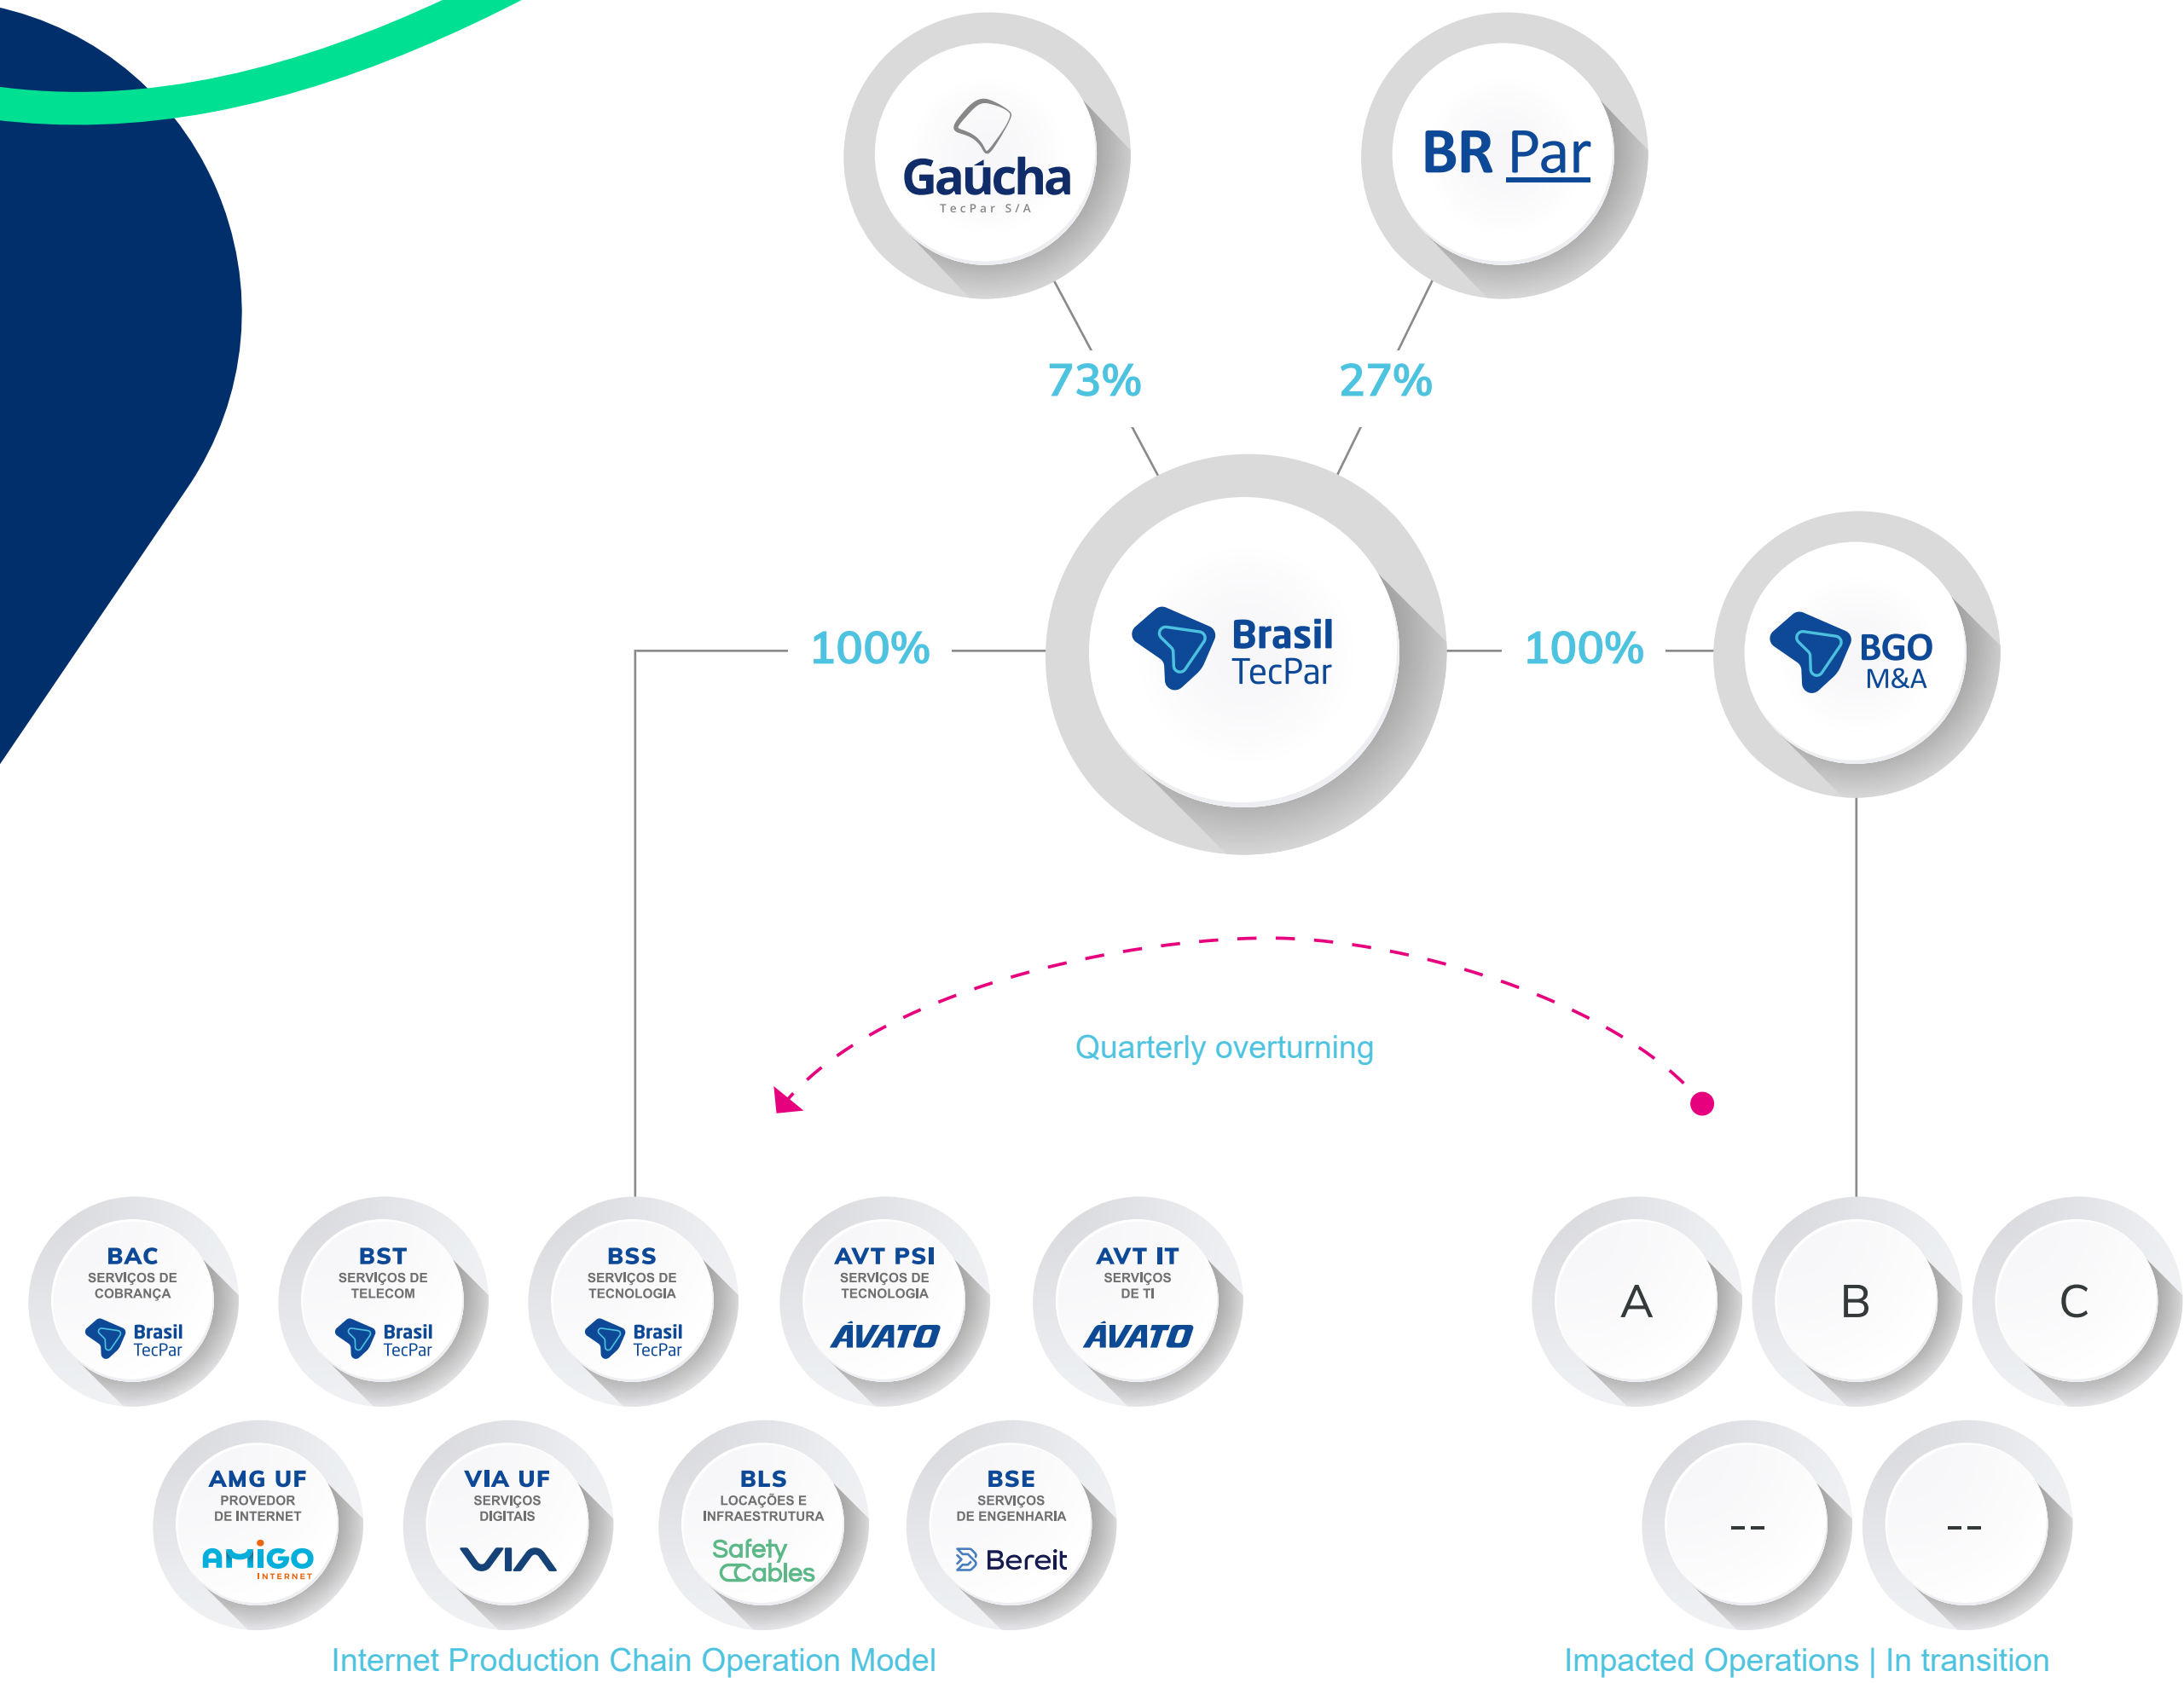 Gaúcha
TecPar S/A
BR Par
73%
27%
100%
Brasil
TecPar
100%
BGO
M&A
Quarterly overturning
BAC
SERVIÇOS DE
COBRANÇA
Brasil
TecPar
BST
SERVIÇOS DE
TELECOM
Brasil
TecPar
BSS
SERVIÇOS DE
TECNOLOGIA
Brasil
TecPar
AVT PSI
SERVIÇOS DE
TECNOLOGIA
ÁVATO
AVT IT
SERVIÇOS
DE TI
ÁVATO
A
B
C
AMG UF
PROVEDOR
DE INTERNET
AMIGO
INTERNET
VIA UF
SERVIÇOS
DIGITAIS
VIA
BLS
LOCAÇÕES E
INFRAESTRUTURA
Safety
Cables
BSE
SERVIÇOS
DE ENGENHARIA
Bereit
--
--
Internet Production Chain Operation Model
Impacted Operations | In transition